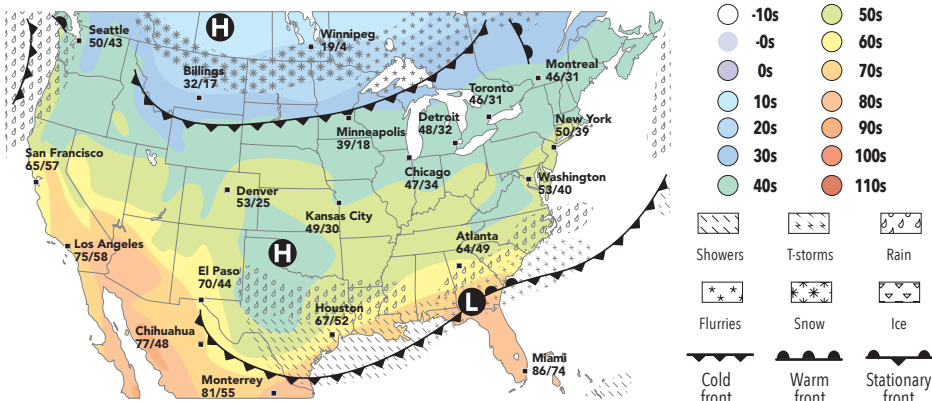 H
Seattle
50/43
Winnipeg
19/4
Billings
32/17
Montreal
46/31
Toronto
46/31
Minneapolis
39/18
Detroit
48/32
New York
50/39
San Francisco
65/57
Chicago
47/34
Washington
53/40
Denver
53/25
Kansas City
49/30
Atlanta
64/49
Los Angeles
75/58
H
El Paso
70/44
L
Houston
67/52
Chihuahua
77/48
Miami
86/74
Monterrey
81/55
-10s
50s
-0s
60s
0s
70s
10s
80s
20s
90s
30s
100s
40s
110s
Showers
T-storms
Rain
Flurries
Snow
Ice
Cold
front
Warm
front
Stationary
front